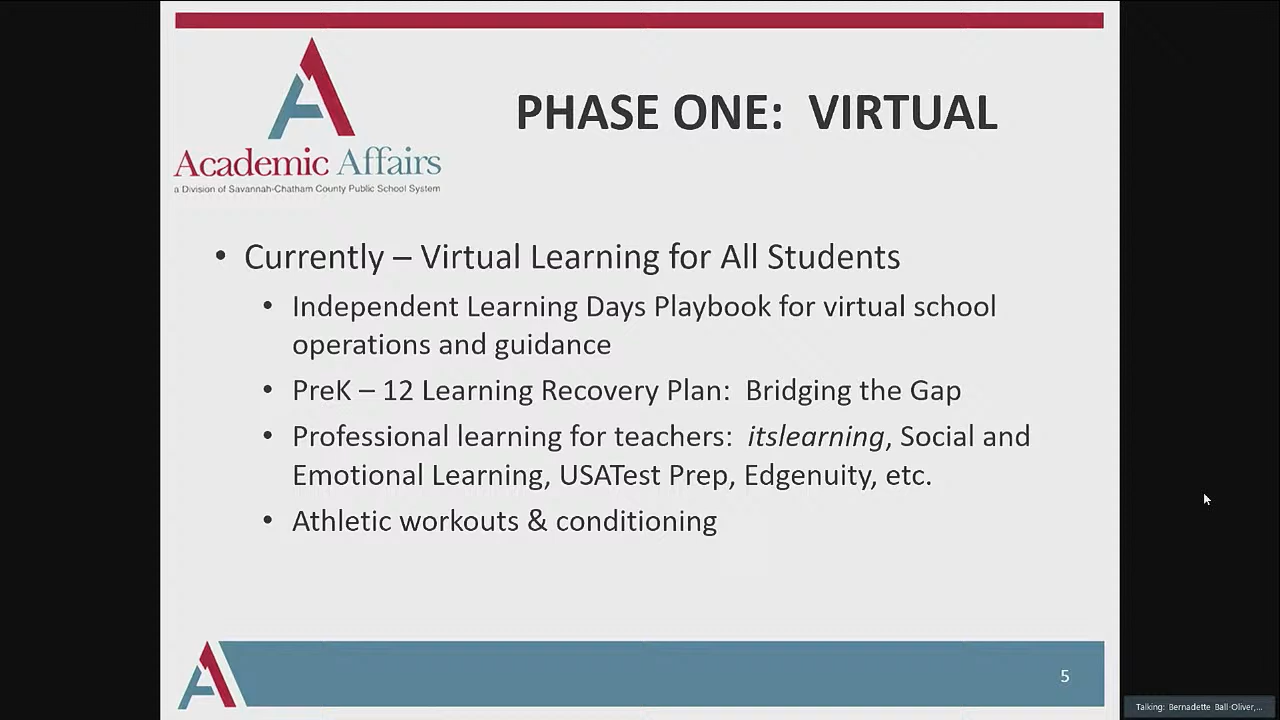 PHASE ONE:  VIRTUAL
Academic Affairs
a Division of Savannah-Chatham County Public School System
• Currently – Virtual Learning for All Students
• Independent Learning Days Playbook for virtual school
operations and guidance
• PreK – 12 Learning Recovery Plan:  Bridging the Gap
• Professional learning for teachers:  itslearning, Social and
Emotional Learning, USATest Prep, Edgenuity, etc.
• Athletic workouts & conditioning
5
Talking: Bernadette Ball-Oliver,...